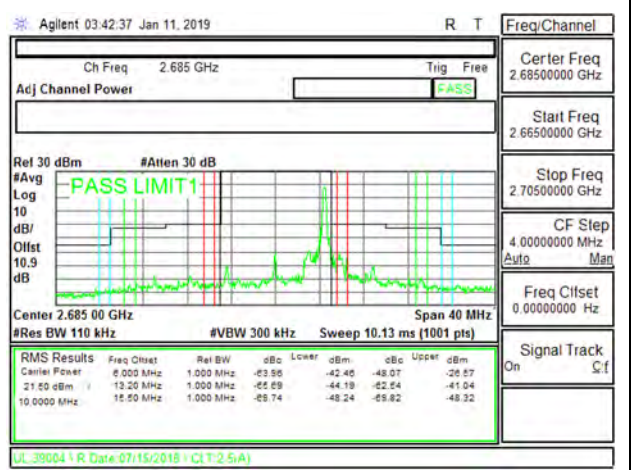 Agilent 03:42:37 Jan 11, 2019 R T
Freq/Channel
Ch Freq 2.685 GHz Trig Free
Adj Channel Power PASS
Center Freq
2.68500000 GHz
Start Freq
2.66500000 GHz
Stop Freq
2.70500000 GHz
CF Step
4.00000000 MHz
Auto Man
Freq Offset
0.00000000 Hz
Signal Track
On Off
Ref 30 dBm #Atten 30 dB
#Avg
Log
10
dB/
Offst
10.9
dB
PASS LIMIT1
Center 2.685 00 GHz Span 40 MHz
#Res BW 110 kHz #VBW 300 kHz Sweep 10.13 ms (1001 pts)
RMS Results Freq Offset Ref BW dBc Lower dBm dBc Upper dBm
Carrier Power 6.000 MHz 1.000 MHz -63.96 -42.46 -48.07 -26.57
21.50 dBm / 13.20 MHz 1.000 MHz -65.69 -44.19 -62.54 -41.04
10.0000 MHz 15.50 MHz 1.000 MHz -69.74 -48.24 -69.82 -48.32